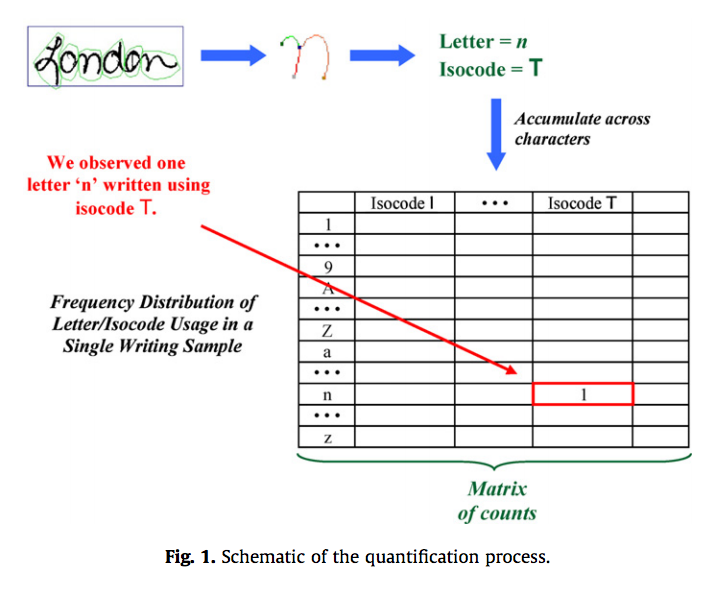 London
n
Letter = n
Isocode = T
Accumulate across
characters
We observed one
letter ‘n’ written using
isocode T.
Isocode I ••• Isocode T
1
•••
9
A
•••
Z
a
•••
n 1
•••
z
Frequency Distribution of
Letter/Isocode Usage in a
Single Writing Sample
Matrix
of counts
Fig. 1. Schematic of the quantification process.